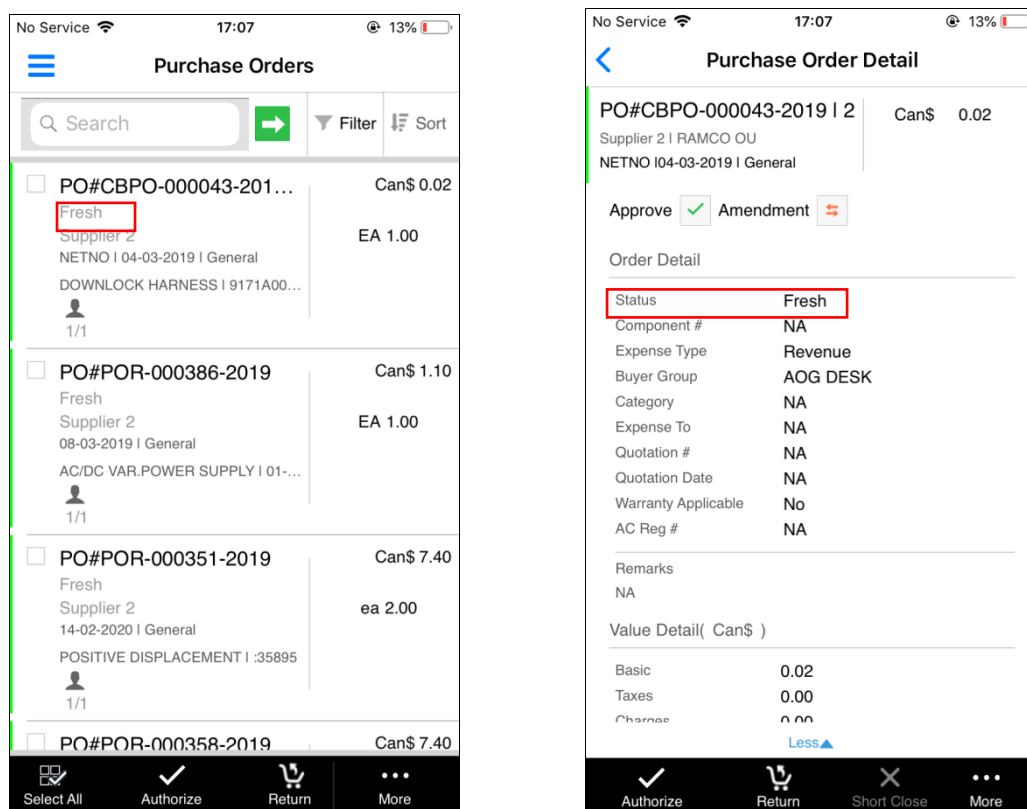 No Service 17:07 13%
Purchase Orders
Search Filter Sort
PO#CBPO-000043-201... Can$ 0.02
Fresh
Supplier 2 EA 1.00
NETNO I 04-03-2019 I General
DOWNLOCK HARNESS I 9171A00...
1/1
PO#POR-000386-2019 Can$ 1.10
Fresh
Supplier 2 EA 1.00
08-03-2019 I General
AC/DC VAR.POWER SUPPLY I 01-...
1/1
PO#POR-000351-2019 Can$ 7.40
Fresh
Supplier 2 ea 2.00
14-02-2020 I General
POSITIVE DISPLACEMENT I :35895
1/1
PO#POR-000358-2019 Can$ 7.40
Select All Authorize Return More
No Service 17:07 13%
Purchase Order Detail
PO#CBPO-000043-2019 I 2 Can$ 0.02
Supplier 2 I RAMCO OU
NETNO I04-03-2019 I General
Approve Amendment
Order Detail
Status Fresh
Component # NA
Expense Type Revenue
Buyer Group AOG DESK
Category NA
Expense To NA
Quotation # NA
Quotation Date NA
Warranty Applicable No
AC Reg # NA
Remarks
NA
Value Detail( Can$ )
Basic 0.02
Taxes 0.00
Charges 0.00
Less
Authorize Return Short Close More